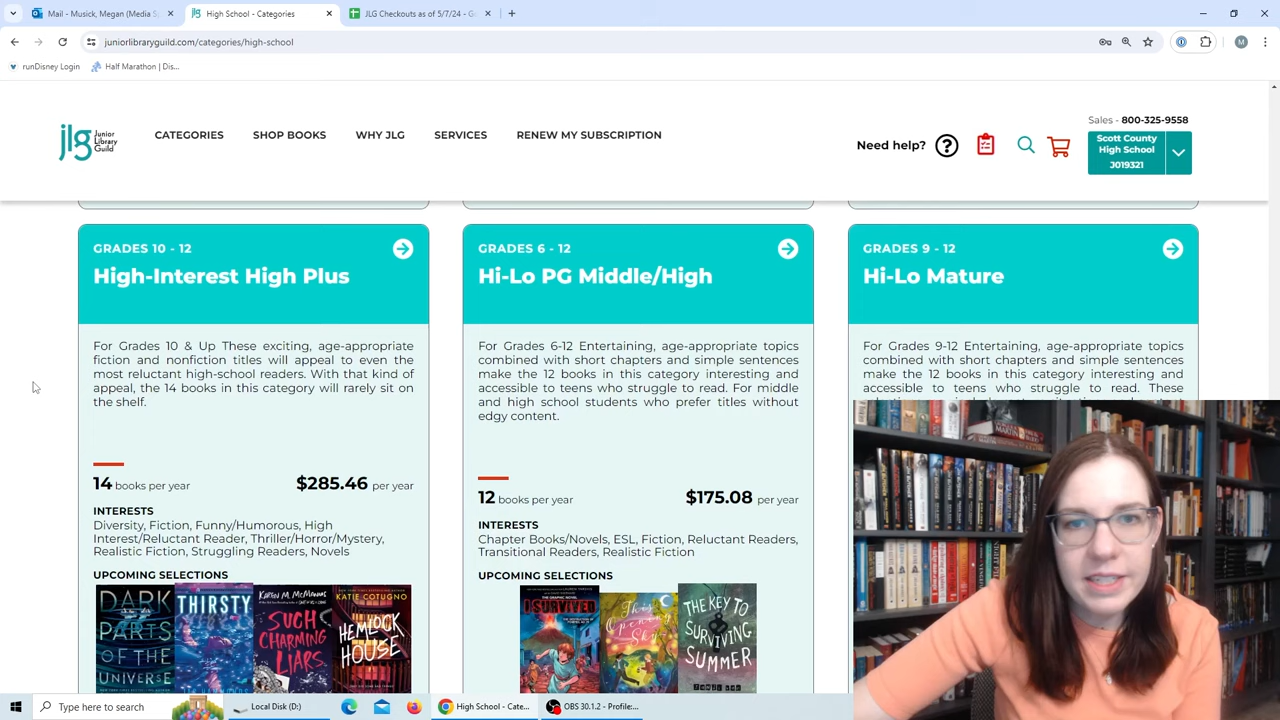 Mail - Musick, Megan (Media S
High School - Categories
JLG Checkouts as of 5/7/24 - G
juniorlibraryguild.com/categories/high-school
runDisney Login
Half Marathon | Dis...
jlg Junior Library Guild
CATEGORIES
SHOP BOOKS
WHY JLG
SERVICES
RENEW MY SUBSCRIPTION
Need help?
Sales - 800-325-9558
Scott County
High School
J019321
GRADES 10 - 12
High-Interest High Plus
For Grades 10 & Up These exciting, age-appropriate
fiction and nonfiction titles will appeal to even the
most reluctant high-school readers. With that kind of
appeal, the 14 books in this category will rarely sit on
the shelf.
14 books per year
$285.46 per year
INTERESTS
Diversity, Fiction, Funny/Humorous, High
Interest/Reluctant Reader, Thriller/Horror/Mystery,
Realistic Fiction, Struggling Readers, Novels
UPCOMING SELECTIONS
DARK
PARTS
OF THE
UNIVERSE
THIRSTY
KAREN M. McMANUS
SUCH
CHARMING
LIARS
KATIE COTUGNO
HEMLOCK
HOUSE
GRADES 6 - 12
Hi-Lo PG Middle/High
For Grades 6-12 Entertaining, age-appropriate topics
combined with short chapters and simple sentences
make the 12 books in this category interesting and
accessible to teens who struggle to read. For middle
and high school students who prefer titles without
edgy content.
12 books per year
$175.08 per year
INTERESTS
Chapter Books/Novels, ESL, Fiction, Reluctant Readers,
Transitional Readers, Realistic Fiction
UPCOMING SELECTIONS
I SURVIVED
This
Opening
Sky
THE KEY TO
SURVIVING
SUMMER
GRADES 9 - 12
Hi-Lo Mature
For Grades 9-12 Entertaining, age-appropriate topics
combined with short chapters and simple sentences
make the 12 books in this category interesting and
accessible to teens who struggle to read. These
Type here to search
Local Disk (D:)
High School - Cate...
OBS 30.1.2 - Profile:...